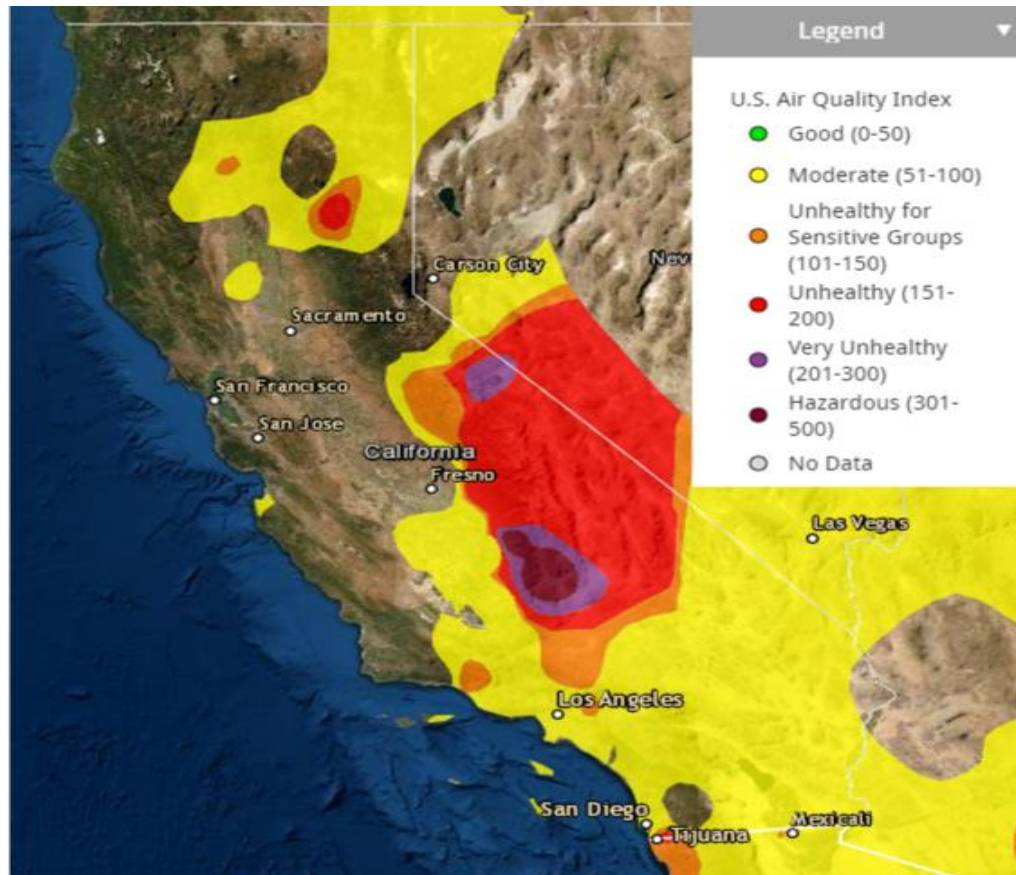 Legend
U.S. Air Quality Index
Good (0-50)
Moderate (51-100)
Unhealthy for
Sensitive Groups
(101-150)
Unhealthy (151-
200)
Very Unhealthy
(201-300)
Hazardous (301-
500)
No Data
Carson City
Nev
Sacramento
San Francisco
San Jose
California
Fresno
Las Vegas
Los Angeles
San Diego
Tijuana
Mexicali